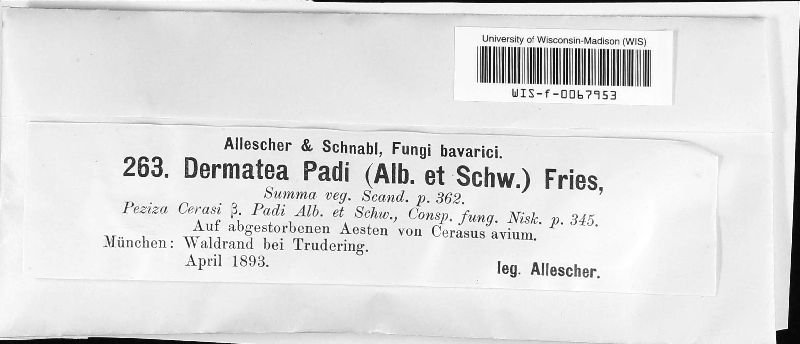 University of Wisconsin-Madison (WIS)
WIS-f-0067953
Allescher & Schnabl, Fungi bavarici.
263. Dermatea Padi (Alb. et Schw.) Fries,
Summa veg. Scand. p. 362.
Peziza Cerasi β. Padi Alb. et Schw., Consp. fung. Nisk. p. 345.
Auf abgestorbenen Aesten von Cerasus avium.
München: Waldrand bei Trudering.
April 1893. leg. Allescher.